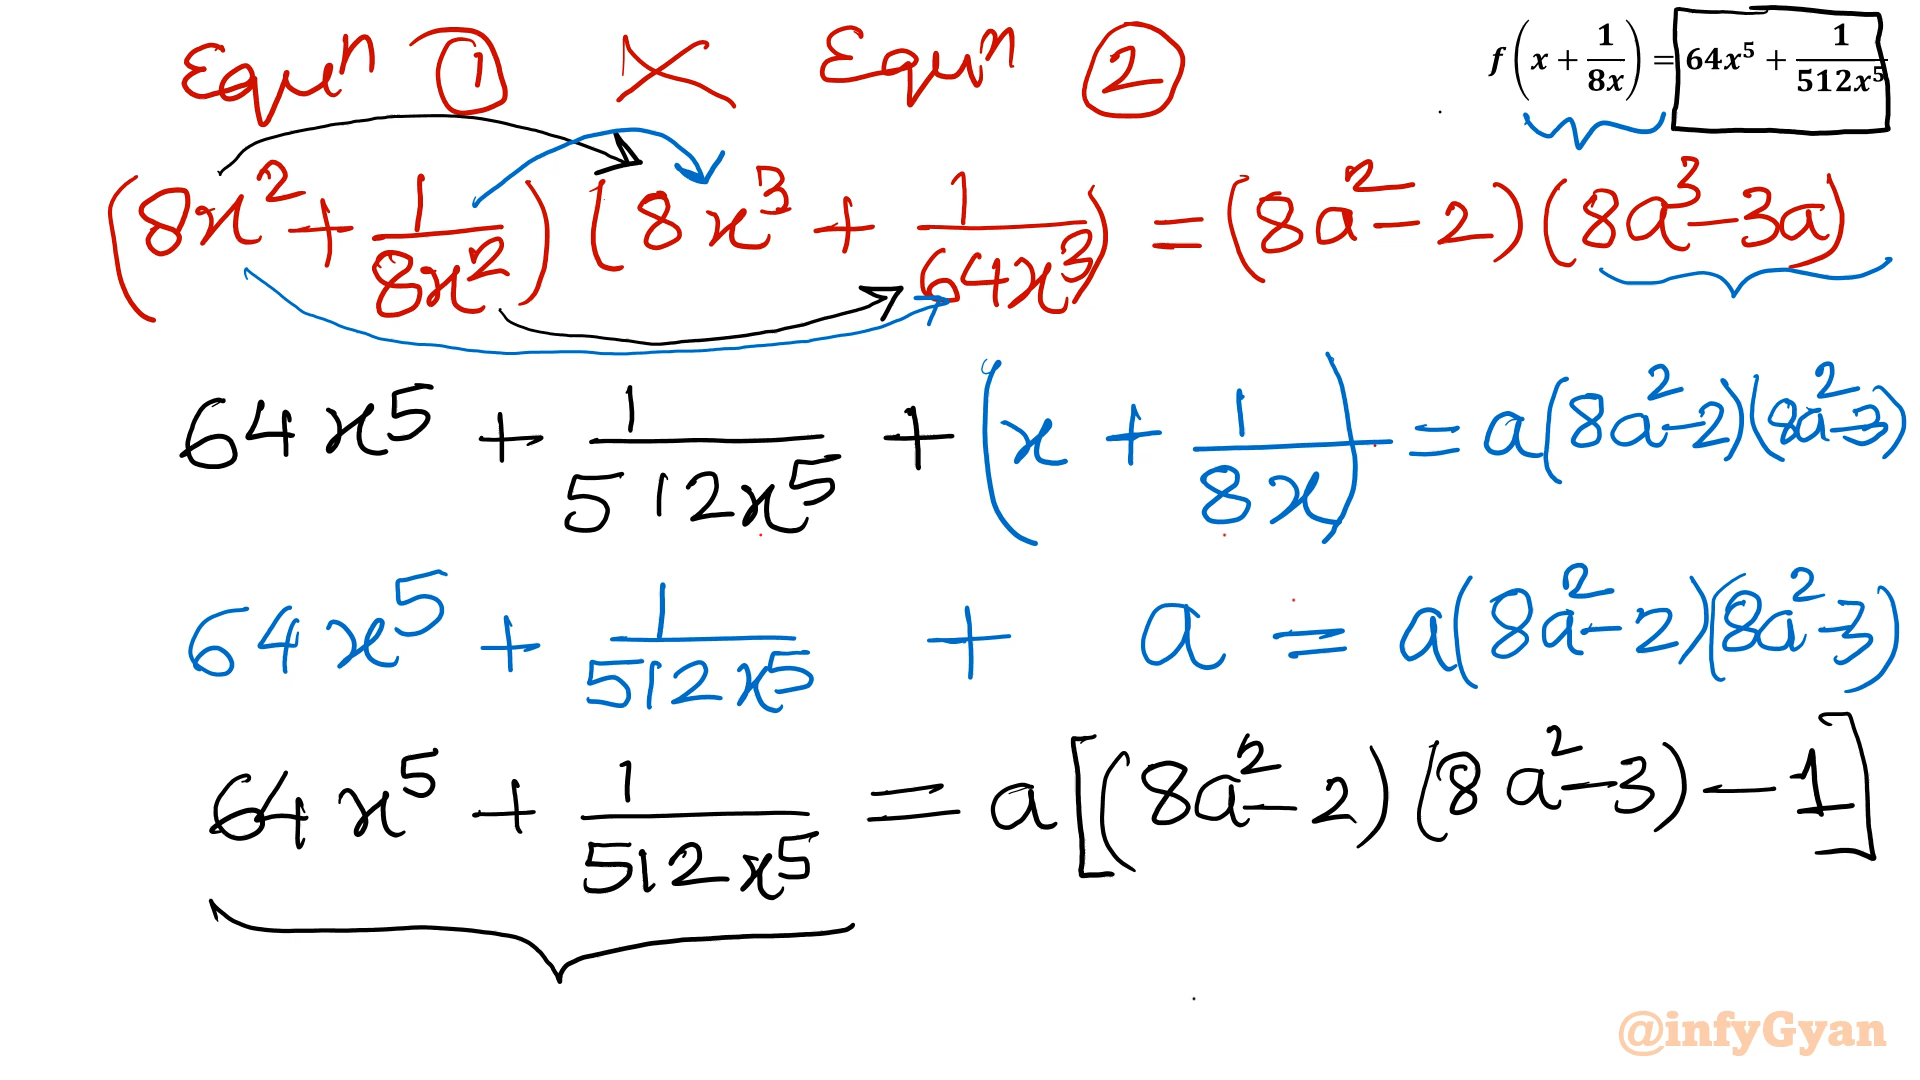 Equⁿ ① × Equⁿ ②
f(x + 1/8x) = 64x⁵ + 1/512x⁵
(8x² + 1/8x²) (8x³ + 1/64x³) = (8a² - 2) (8a³ - 3a)
64x⁵ + 1/512x⁵ + (x + 1/8x) = a(8a² - 2)(8a² - 3)
64x⁵ + 1/512x⁵ + a = a(8a² - 2)(8a² - 3)
64x⁵ + 1/512x⁵ = a[(8a² - 2)(8a² - 3) - 1]
@infyGyan